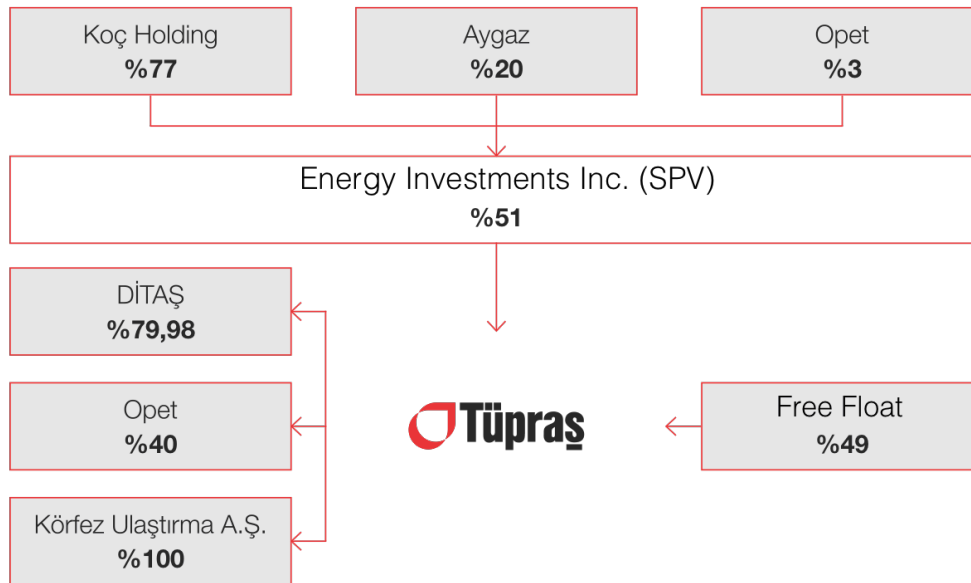 Koç Holding
%77
Aygaz
%20
Opet
%3
Energy Investments Inc. (SPV)
%51
DİTAŞ
%79,98
Opet
%40
Körfez Ulaştırma A.Ş.
%100
Tüpraş
Free Float
%49